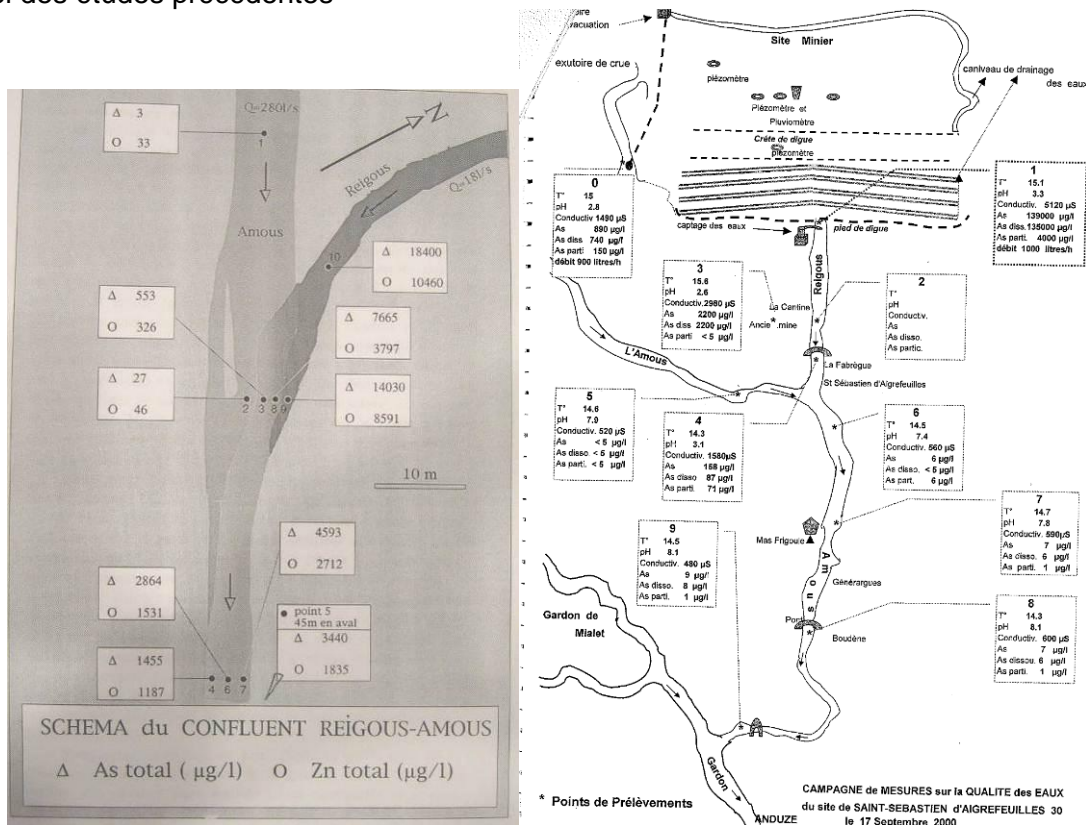 des études précédentes
Δ 3
O 33
Q=280l/s
1
Amous
Reigous
Q=18l/s
N
10
Δ 18400
O 10460
Δ 553
O 326
Δ 7665
O 3797
Δ 27
O 46
Δ 14030
O 8591
2 3 8 9
10 m
Δ 4593
O 2712
Δ 2864
O 1531
• point 5
45m en aval
Δ 3440
O 1835
Δ 1455
O 1187
4 6 7
SCHEMA du CONFLUENT REIGOUS-AMOUS
Δ As total ( µg/l) O Zn total (µg/l)
Site Minier
exutoire de crue
caniveau de drainage
des eaux
piézomètre
Piézomètre et
Pluviomètre
Crête de digue
piézomètre
0
T° 15
pH 2.8
Conductiv 1490 µS
As 890 µg/l
As diss 740 µg/l
As parti 150 µg/l
débit 900 litres/h
1
T° 15.1
pH 3.3
Conductiv. 5120 µS
As 139000 µg/l
As diss.135000 µg/l
As parti. 4000 µg/l
débit 1000 litres/h
captage des eaux
pied de digue
Reigous
3
T° 15.6
pH 2.6
Conductiv.2980 µS
As 2200 µg/l
As diss 2200 µg/l
As parti < 5 µg/l
La Cantine
Ancie .mine
2
T°
pH
Conductiv.
As
As disso.
As partic.
L'Amous
La Fabrègue
St Sébastien d'Aigrefeuilles
5
T° 14.6
pH 7.0
Conductiv. 520 µS
As < 5 µg/l
As disso. < 5 µg/l
As parti. < 5 µg/l
4
T° 14.3
pH 3.1
Conductiv. 1580µS
As 158 µg/l
As disso 87 µg/l
As parti. 71 µg/l
6
T° 14.5
pH 7.4
Conductiv. 560 µS
As 6 µg/l
As disso. < 5 µg/l
As parti. 6 µg/l
7
T° 14.7
pH 7.8
Conductiv. 590µS
As 7 µg/l
As disso. 6 µg/l
As parti. 1 µg/l
9
T° 14.5
pH 8.1
Conductiv. 480 µS
As 9 µg/l
As disso. 8 µg/l
As parti. 1 µg/l
Mas Frigoule
Amous
Générargues
Boudène
8
T° 14.3
pH 8.1
Conductiv. 600 µS
As 7 µg/l
As dissou. 6 µg/l
As parti. 1 µg/l
Gardon de
Mialet
Gardon
* Points de Prélèvements
ANDUZE
CAMPAGNE de MESURES sur la QUALITE des EAUX
du site de SAINT-SEBASTIEN d'AIGREFEUILLES 30
le 17 Septembre 2000